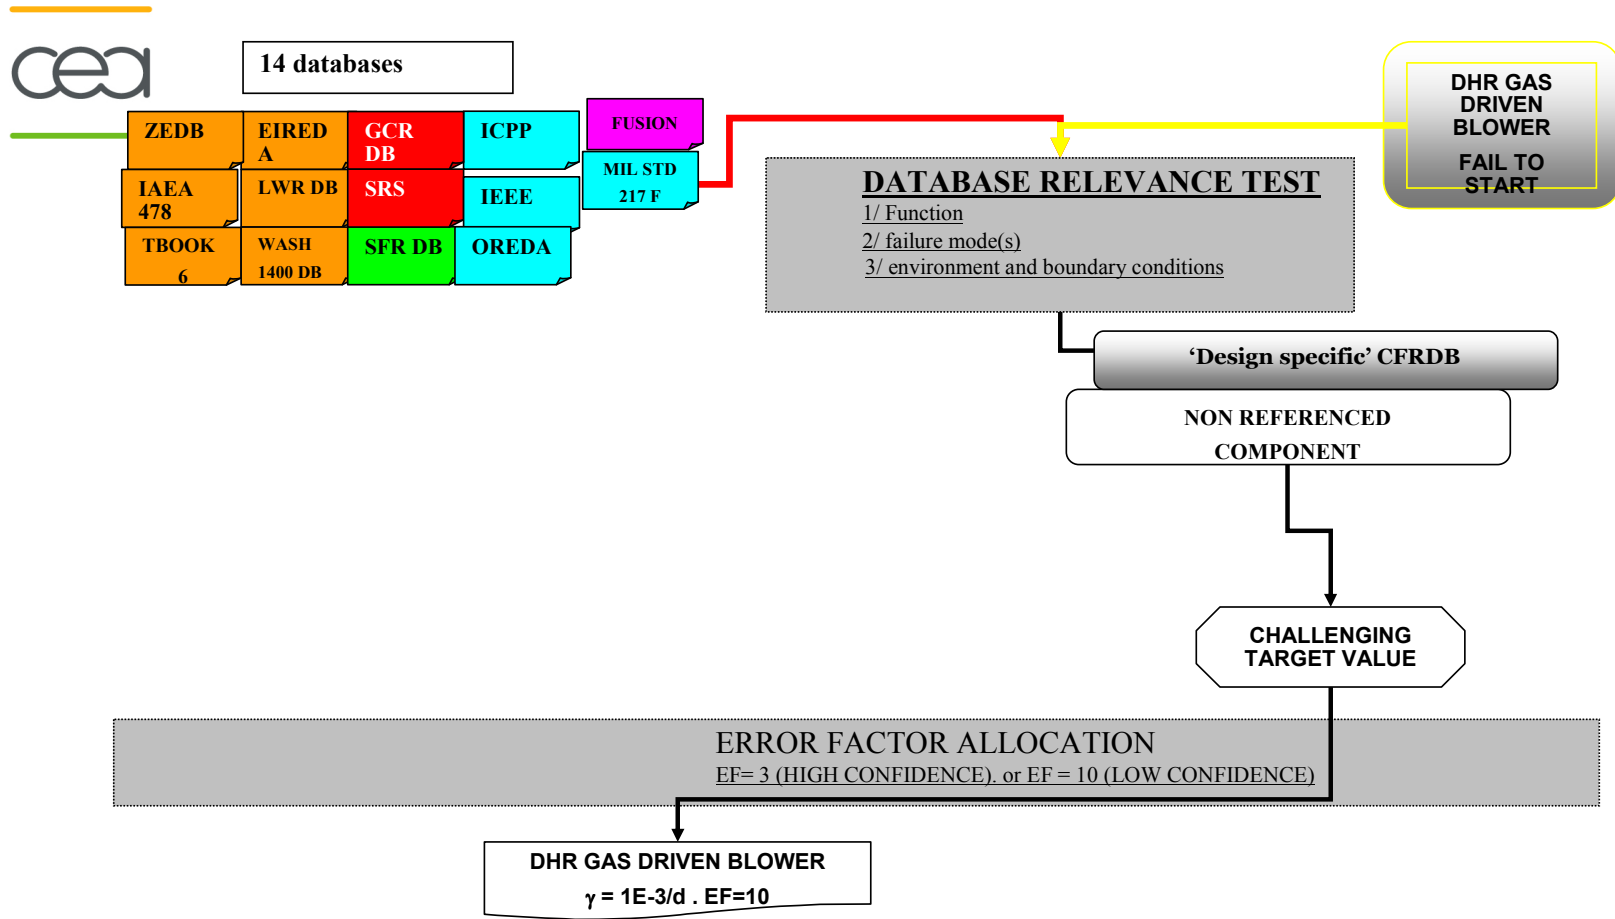 cea
14 databases
ZEDB
EIRED
A
GCR
DB
ICPP
FUSION
IAEA
478
LWR DB
SRS
IEEE
MIL STD
217 F
TBOOK
6
WASH
1400 DB
SFR DB
OREDA
DHR GAS
DRIVEN
BLOWER
FAIL TO
START
DATABASE RELEVANCE TEST
1/ Function
2/ failure mode(s)
3/ environment and boundary conditions
‘Design specific’ CFRDB
NON REFERENCED
COMPONENT
CHALLENGING
TARGET VALUE
ERROR FACTOR ALLOCATION
EF= 3 (HIGH CONFIDENCE). or EF = 10 (LOW CONFIDENCE)
DHR GAS DRIVEN BLOWER
γ = 1E-3/d . EF=10